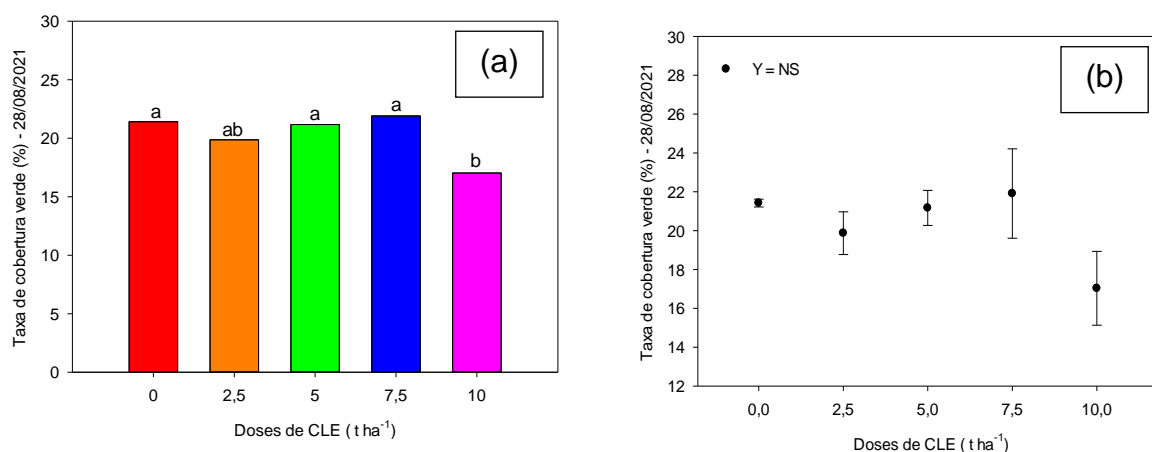 30
25
20
15
10
5
0
Taxa de cobertura verde (%) - 28/08/2021
(a)
a
ab
a
a
b
0 2,5 5 7,5 10
Doses de CLE ( t ha⁻¹)
30
28
26
24
22
20
18
16
14
12
Taxa de cobertura verde (%) - 28/08/2021
(b)
Y = NS
0,0 2,5 5,0 7,5 10,0
Doses de CLE ( t ha⁻¹)